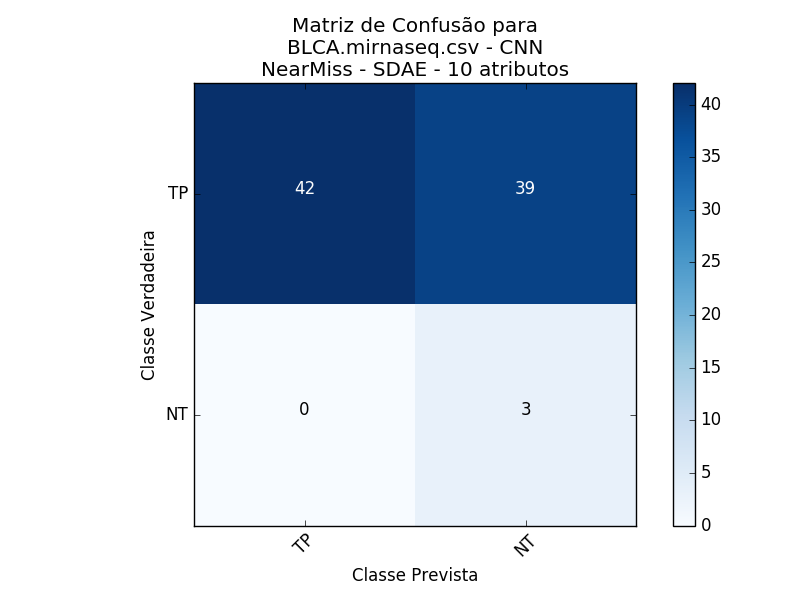 Matriz de Confusão para
BLCA.mirnaseq.csv - CNN
NearMiss - SDAE - 10 atributos
Classe Verdadeira
TP
42
39
NT
0
3
TP
NT
Classe Prevista
40
35
30
25
20
15
10
5
0